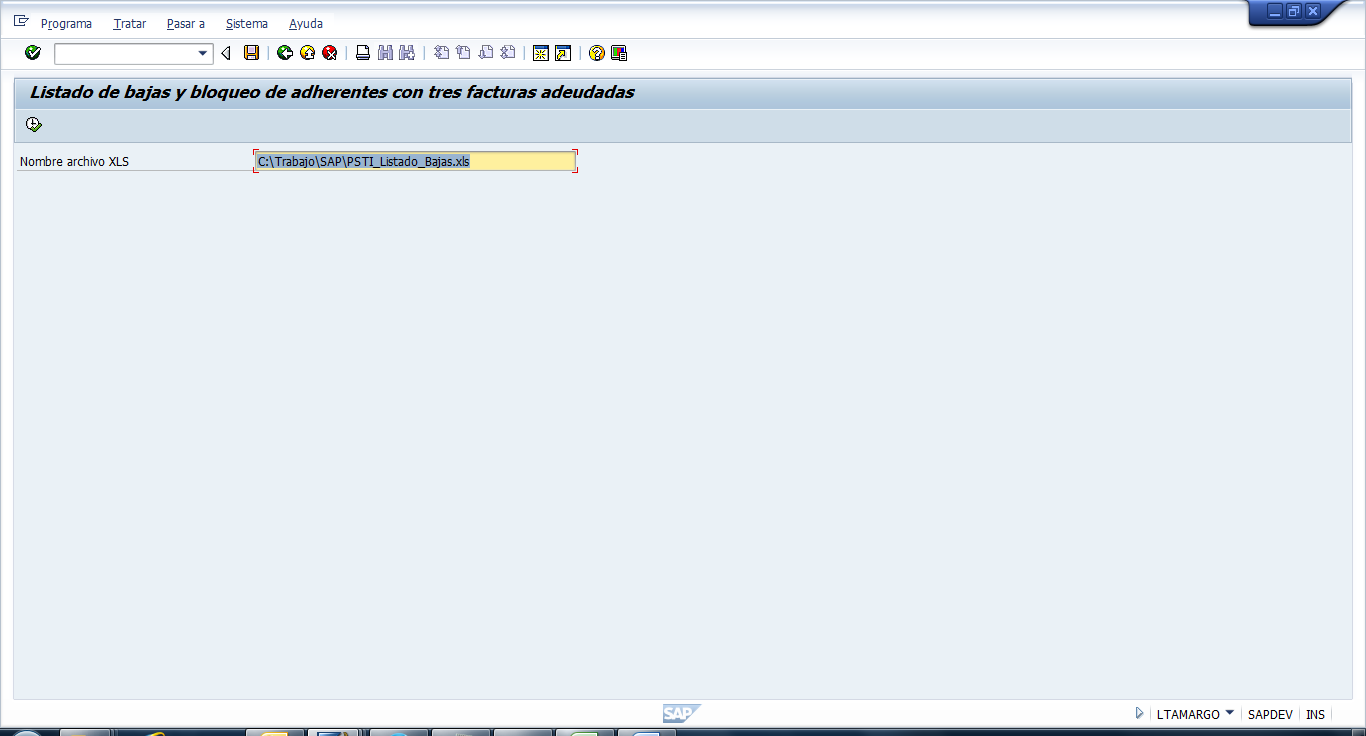 Programa Tratar Pasar a Sistema Ayuda
Listado de bajas y bloqueo de adherentes con tres facturas adeudadas
Nombre archivo XLS C:\Trabajo\SAP\PSTI_Listado_Bajas.xls
SAP LTAMARGO SAPDEV INS